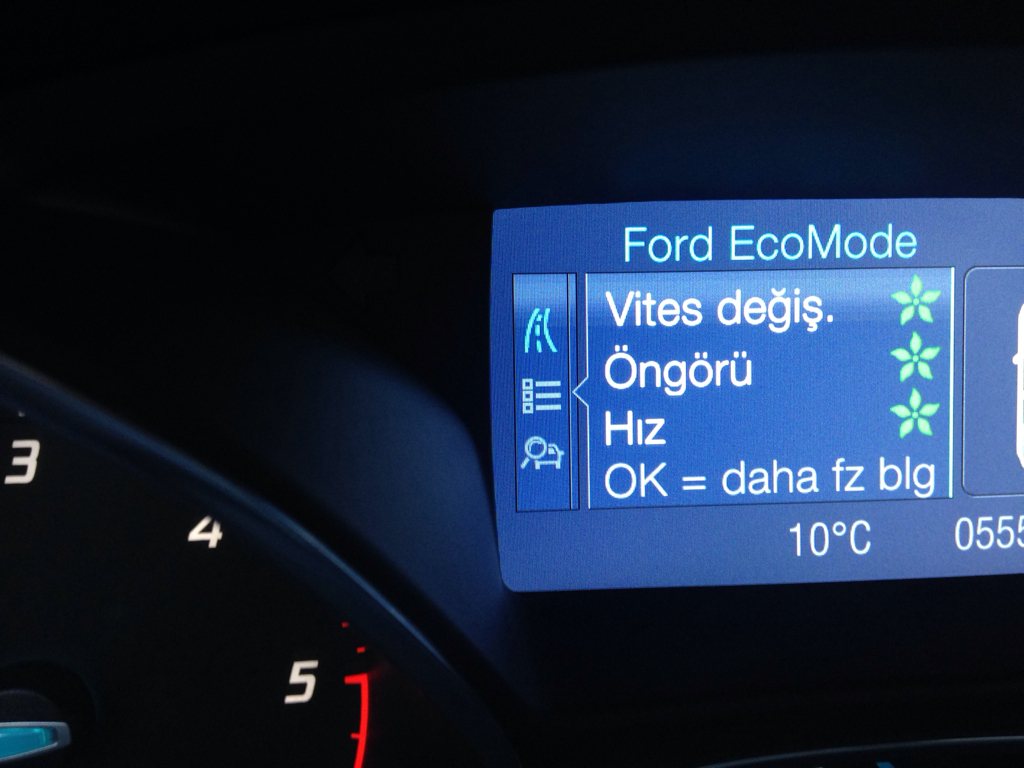 Ford EcoMode
Vites değiş.
Öngörü
Hız
OK = daha fz blg
10°C
0555
3
4
5